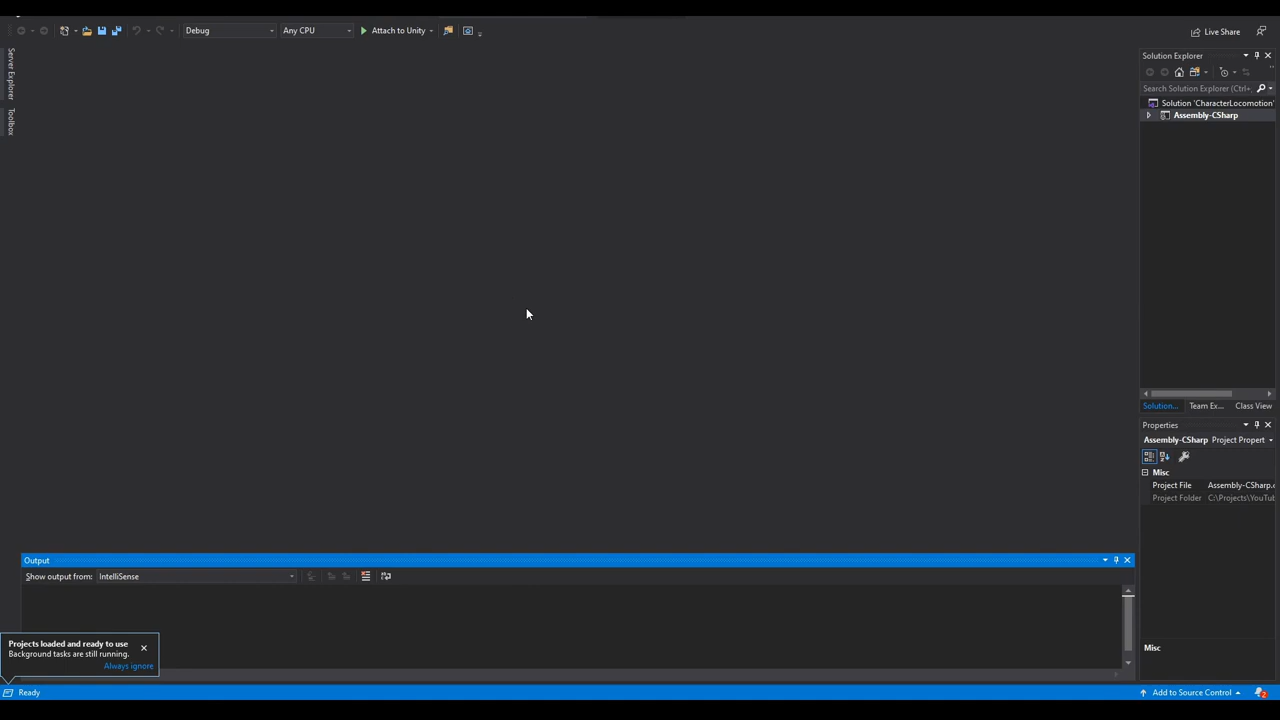 Debug
Any CPU
Attach to Unity
Live Share
Server Explorer
Toolbox
Solution Explorer
Search Solution Explorer (Ctrl+
Solution 'CharacterLocomotion'
Assembly-CSharp
Solution...
Team Ex...
Class View
Properties
Assembly-CSharp Project Propert
Misc
Project File Assembly-CSharp.c
Project Folder C:\Projects\YouTub
Misc
Output
Show output from: IntelliSense
Projects loaded and ready to use
Background tasks are still running.
Always ignore
Ready
Add to Source Control
2